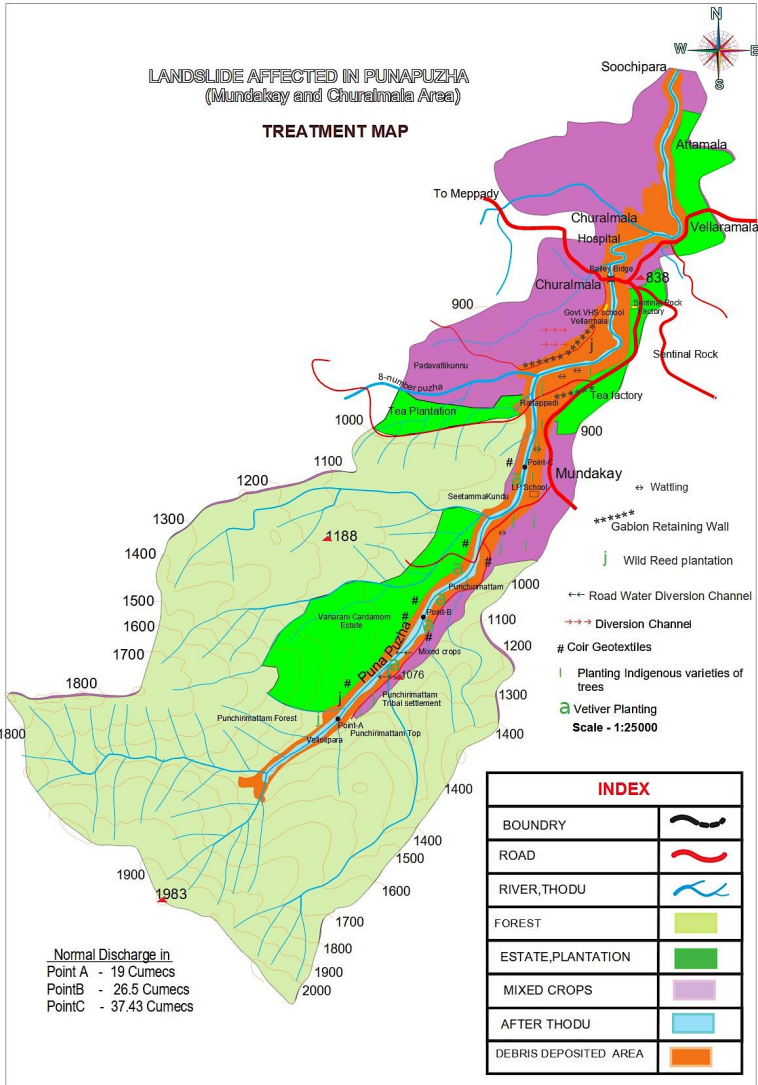 N
W
E
S
LANDSLIDE AFFECTED IN PUNAPUZHA
(Mundakay and Churalmala Area)
TREATMENT MAP
Soochipara
Attamala
To Meppady
Churalmala
Hospital
Vellaramala
Bailey Bidge
838
Churalmala
900
Sentinal Rock
Factory
Govt.VHS school
Vellarmala
j
Sentinal Rock
Padavattikunnu
8-number puzha
Tea Plantation
Ranappadi
Tea factory
1000
900
1100
# Point-C
Mundakay
1200
a
LP School
SeetammaKundu
1300
1188
1400
1500
1600
1700
1800
1800
#
#
a
Punchirimattam
1000
#
a
Point-B
#
a
#
1100
1200
1300
1400
Vanarani Cardamom
Estate
Puna Puzha
Mixed crops
a
1076
#
j
j
Punchirimattam
Tribal settlement
Punchirimattam Forest
Point-A
Punchirimattam Top
Vellolipara
1400
1400
1500
1600
1700
1800
1900
2000
1900
1983
Wattling
Gabion Retaining Wall
j Wild Reed plantation
Road Water Diversion Channel
Diversion Channel
# Coir Geotextiles
Planting Indigenous varieties of
trees
a Vetiver Planting
Scale - 1:25000
INDEX
BOUNDRY
ROAD
RIVER,THODU
FOREST
ESTATE,PLANTATION
MIXED CROPS
AFTER THODU
DEBRIS DEPOSITED AREA
Normal Discharge in
Point A - 19 Cumecs
PointB - 26.5 Cumecs
PointC - 37.43 Cumecs